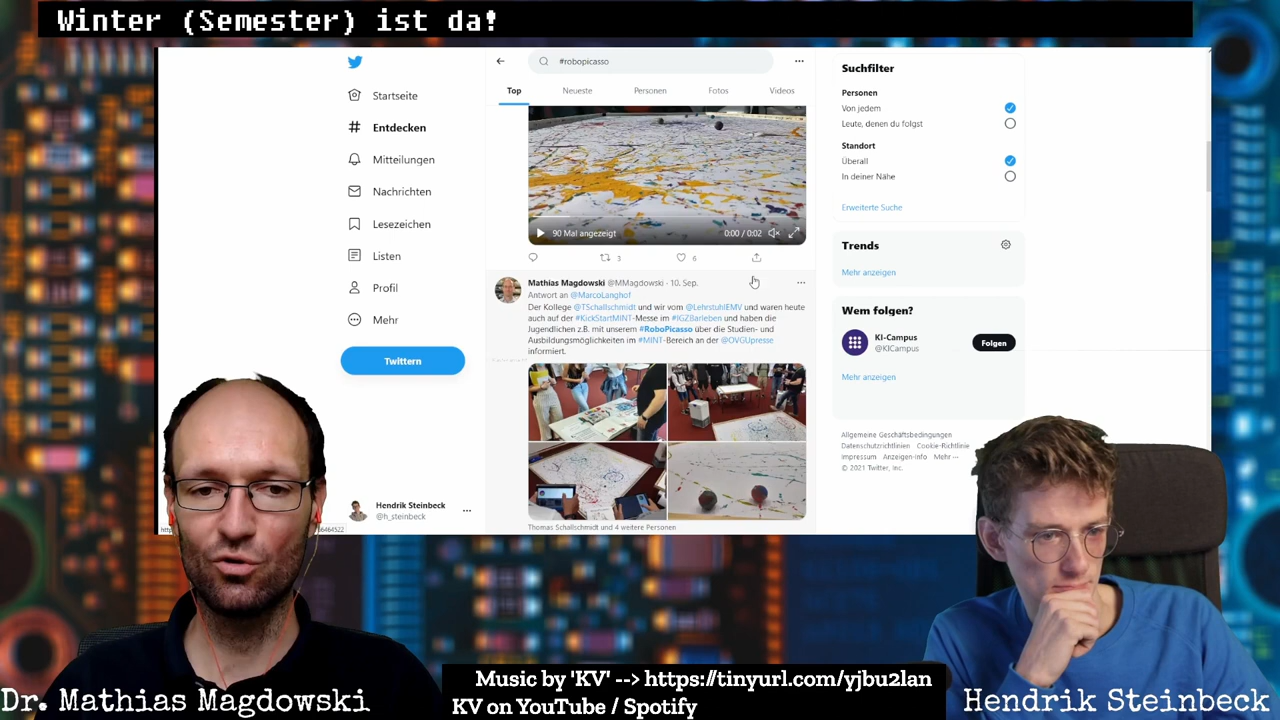 Winter (Semester) ist da!
#robopicasso
Startseite
Entdecken
Mitteilungen
Nachrichten
Lesezeichen
Listen
Profil
Mehr
Twittern
Hendrik Steinbeck
@h_steinbeck
Top
Neueste
Personen
Fotos
Videos
90 Mal angezeigt
0:00 / 0:02
3
6
Mathias Magdowski @MMagdowski · 10. Sep.
Antwort an @MarcoLanghof
Der Kollege @TSchallschmidt und wir vom @LehrstuhlEMV und waren heute
auch auf der #KickStartMINT-Messe im #IGZBarleben und haben die
Jugendlichen z.B. mit unserem #RoboPicasso über die Studien- und
Ausbildungsmöglichkeiten im #MINT-Bereich an der @OVGUpresse
informiert.
Thomas Schallschmidt und 4 weitere Personen
Suchfilter
Personen
Von jedem
Leute, denen du folgst
Standort
Überall
In deiner Nähe
Erweiterte Suche
Trends
Mehr anzeigen
Wem folgen?
KI-Campus
@KICampus
Folgen
Mehr anzeigen
Allgemeine Geschäftsbedingungen
Datenschutzrichtlinien Cookie-Richtlinie
Impressum Anzeigen-Info Mehr ···
© 2021 Twitter, Inc.
Music by 'KV' --> https://tinyurl.com/yjbu2lan
KV on YouTube / Spotify
Dr. Mathias Magdowski
Hendrik Steinbeck